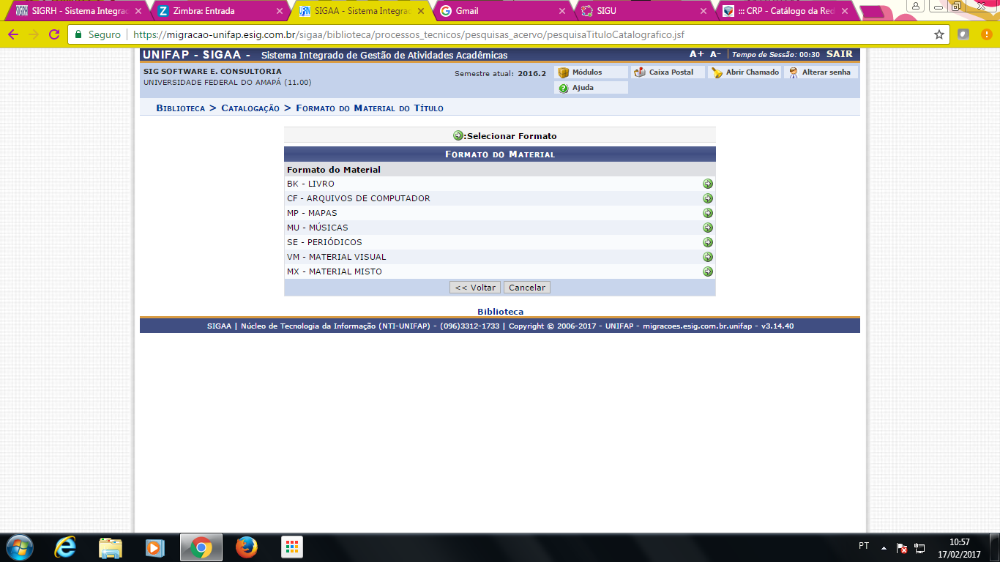 SIGRH - Sistema Integrad
Zimbra: Entrada
SIGAA - Sistema Integrad
Gmail
SIGU
::: CRP - Catálogo da Red
Seguro
https://migracao-unifap.esig.com.br/sigaa/biblioteca/processos_tecnicos/pesquisas_acervo/pesquisaTituloCatalografico.jsf
UNIFAP - SIGAA - Sistema Integrado de Gestão de Atividades Acadêmicas
A+ A- Tempo de Sessão: 00:30 SAIR
SIG SOFTWARE E. CONSULTORIA
UNIVERSIDADE FEDERAL DO AMAPÁ (11.00)
Semestre atual: 2016.2
Módulos
Caixa Postal
Abrir Chamado
Alterar senha
Ajuda
Biblioteca > Catalogação > Formato do Material do Título
:Selecionar Formato
Formato do Material
Formato do Material
BK - LIVRO
CF - ARQUIVOS DE COMPUTADOR
MP - MAPAS
MU - MÚSICAS
SE - PERIÓDICOS
VM - MATERIAL VISUAL
MX - MATERIAL MISTO
<< Voltar
Cancelar
Biblioteca
SIGAA | Núcleo de Tecnologia da Informação (NTI-UNIFAP) - (096)3312-1733 | Copyright © 2006-2017 - UNIFAP - migracoes.esig.com.br.unifap - v3.14.40
PT
10:57
17/02/2017